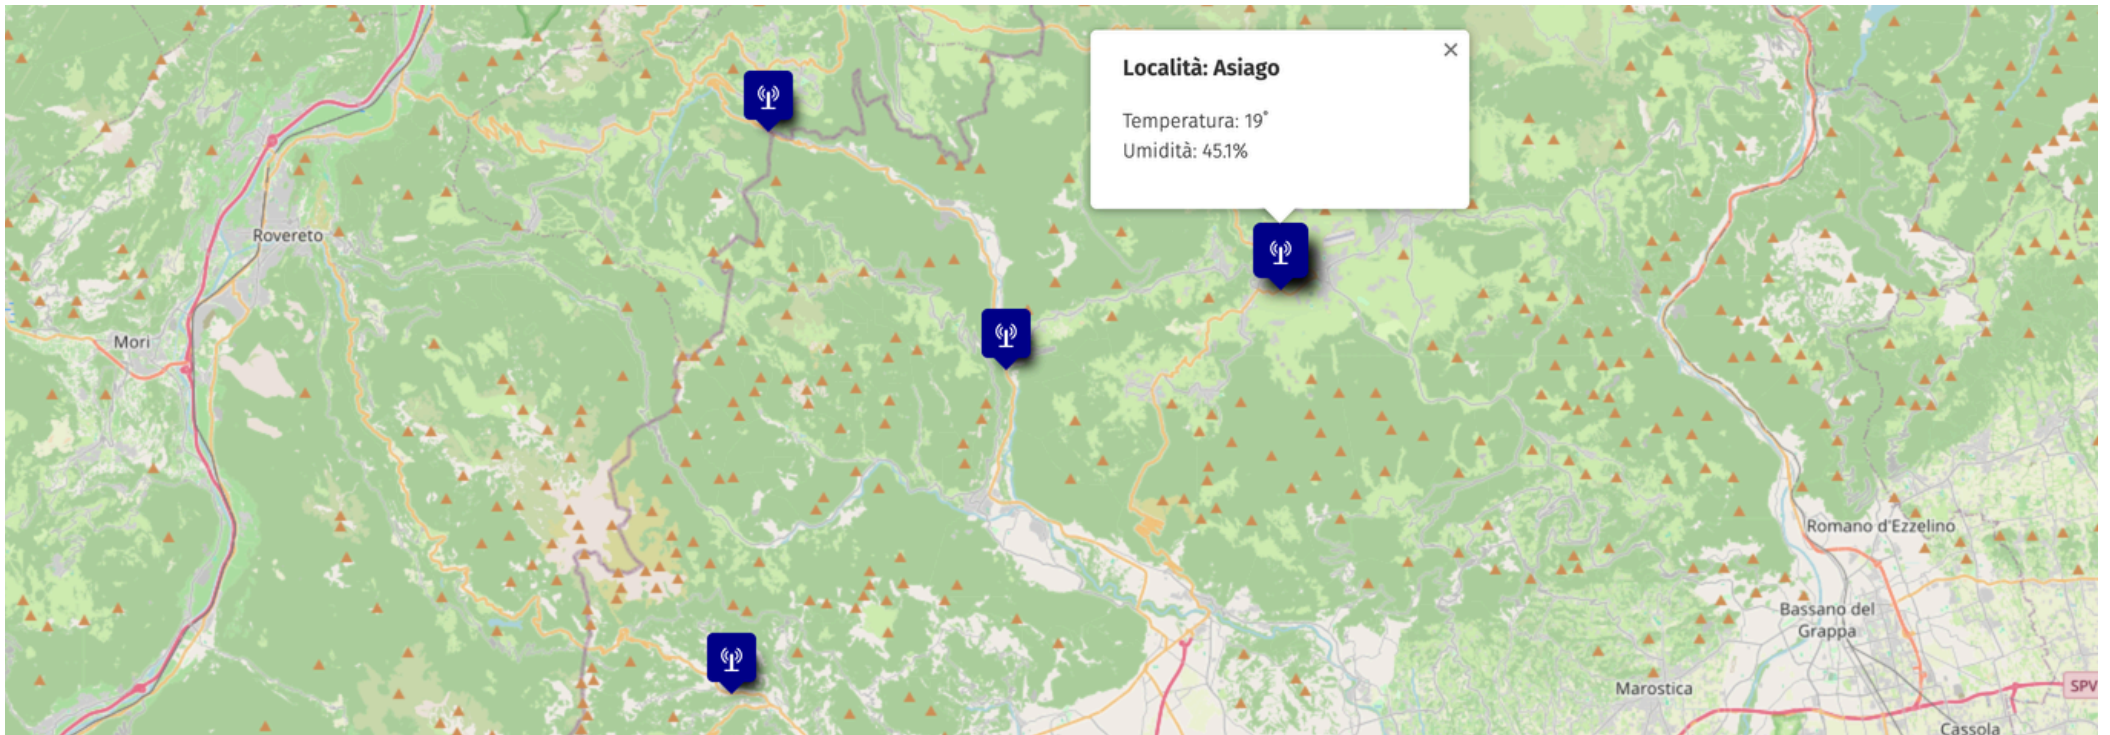 Località: Asiago
×
Temperatura: 19°
Umidità: 45.1%
Rovereto
Mori
Romano d'Ezzelino
Bassano del
Grappa
Marostica
SPV
Cassola